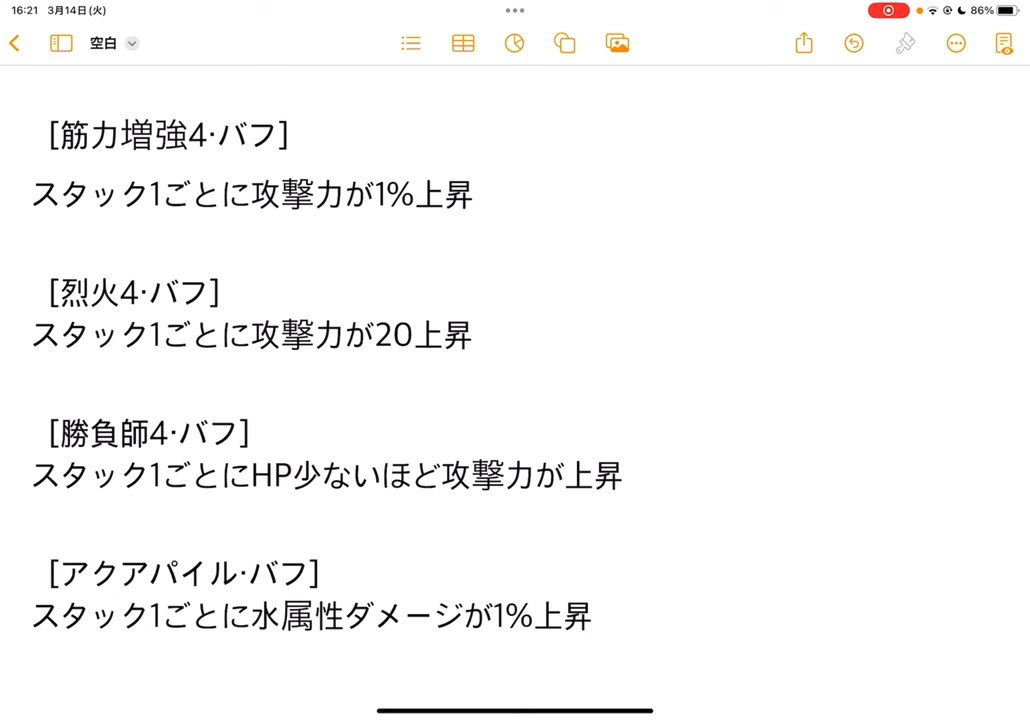 16:21 3月14日(火)
86%
空白
[筋力増強4·バフ]
スタック1ごとに攻撃力が1%上昇
[烈火4·バフ]
スタック1ごとに攻撃力が20上昇
[勝負師4·バフ]
スタック1ごとにHP少ないほど攻撃力が上昇
[アクアパイル·バフ]
スタック1ごとに水属性ダメージが1%上昇